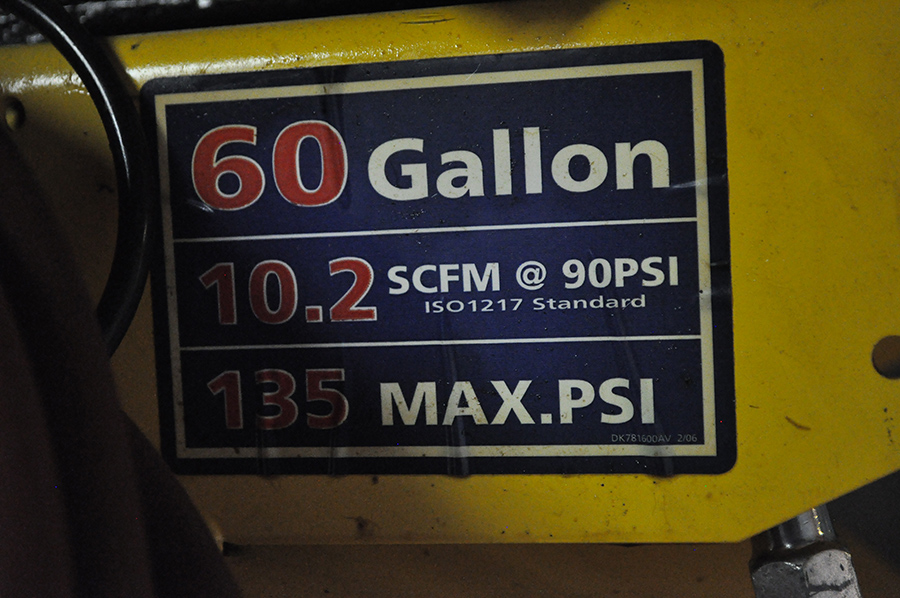 60 Gallon
10.2 SCFM @ 90PSI
ISO1217 Standard
135 MAX.PSI
DK781600AV 2/06